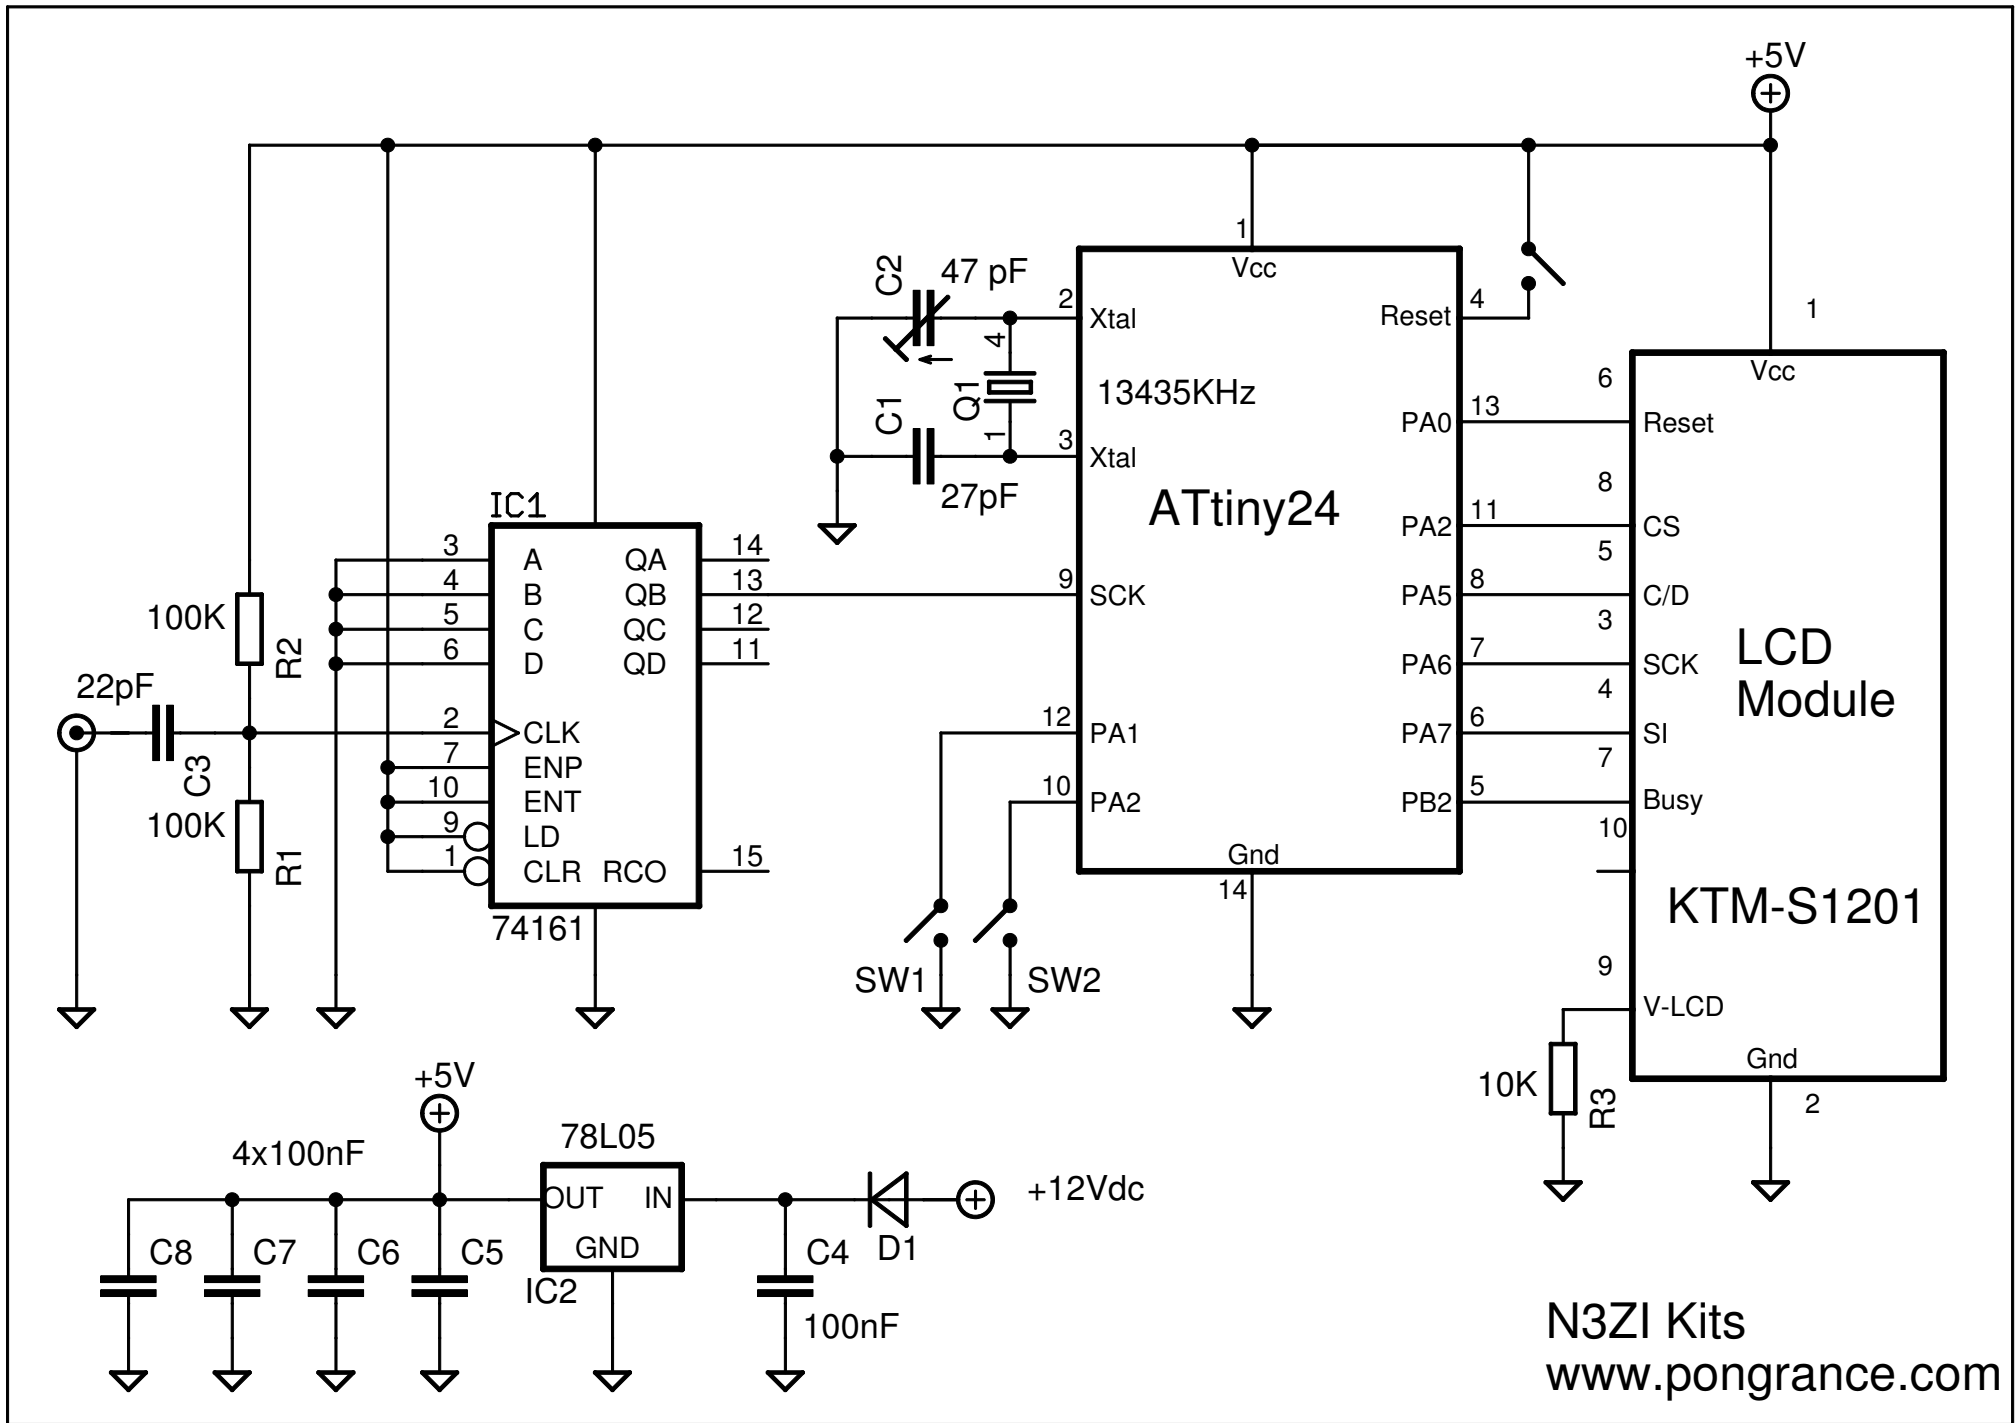 +5V
1
Vcc
C2
47 pF
2
Xtal
4
Reset
4
1
Vcc
Q1
13435KHz
6
C1
1
3
Xtal
27pF
PA0
13
Reset
8
ATtiny24
PA2
11
CS
IC1
3
A
QA
14
5
4
B
QB
13
9
SCK
PA5
8
C/D
5
C
QC
12
3
6
D
QD
11
PA6
7
SCK
LCD
Module
100K
R2
4
22pF
C3
2
CLK
12
PA1
PA7
6
SI
7
ENP
7
10
ENT
10
PA2
PB2
5
Busy
100K
R1
9
LD
10
1
CLR
RCO
15
Gnd
14
74161
KTM-S1201
SW1
SW2
9
V-LCD
Gnd
10K
R3
2
+5V
4x100nF
78L05
OUT
IN
GND
IC2
+12Vdc
D1
C8
C7
C6
C5
C4
100nF
N3ZI Kits
www.pongrance.com